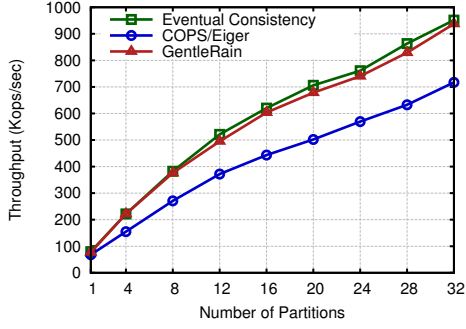 Eventual Consistency
COPS/Eiger
GentleRain
Throughput (Kops/sec)
1000
900
800
700
600
500
400
300
200
100
0
1 4 8 12 16 20 24 28 32
Number of Partitions